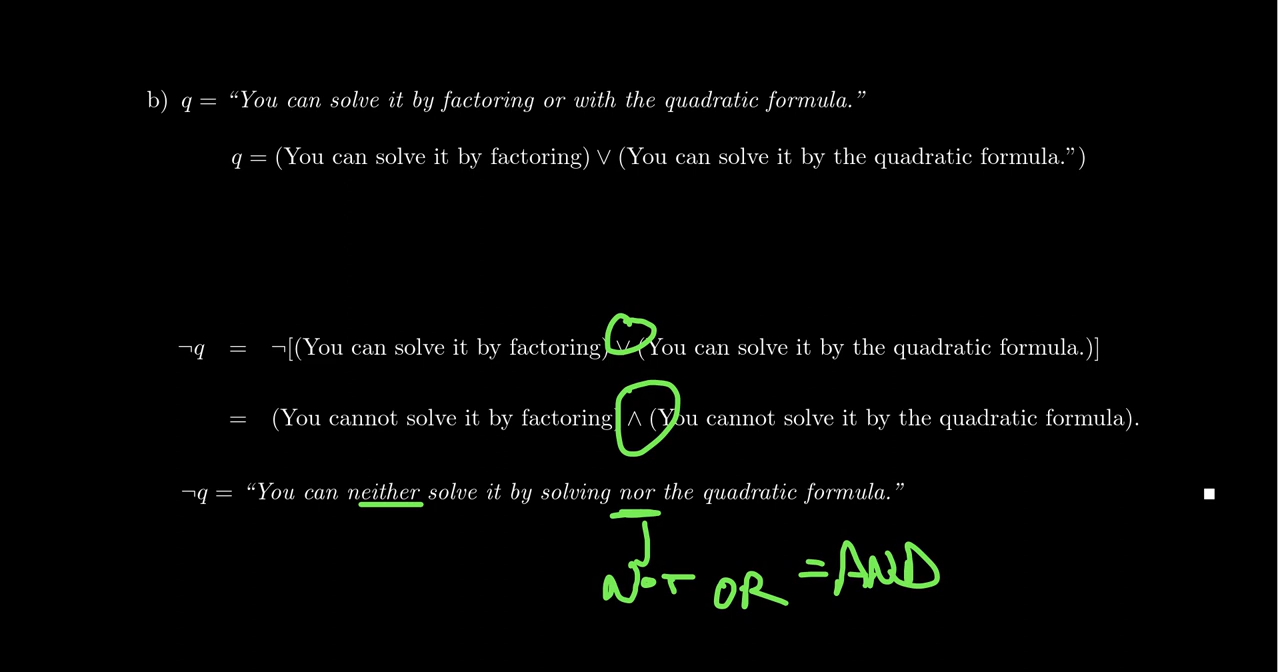 b) q = “You can solve it by factoring or with the quadratic formula.”
q = (You can solve it by factoring) ∨ (You can solve it by the quadratic formula.”)
¬q = ¬[(You can solve it by factoring) ∨ (You can solve it by the quadratic formula.)]
= (You cannot solve it by factoring) ∧ (You cannot solve it by the quadratic formula).
¬q = “You can neither solve it by solving nor the quadratic formula.”
NOT OR = AND